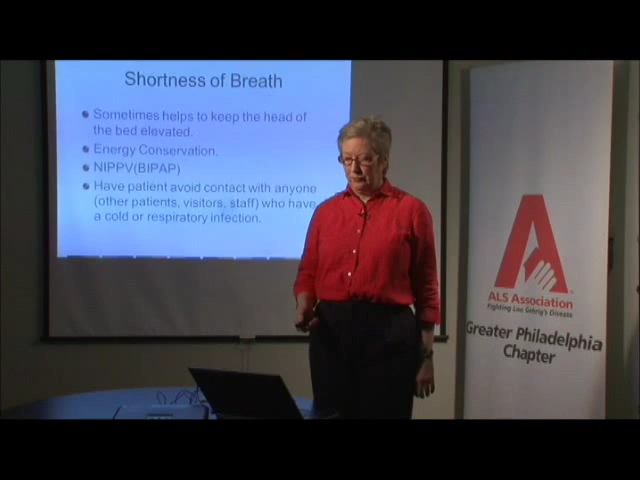 Shortness of Breath
Sometimes helps to keep the head of
the bed elevated.
Energy Conservation.
NIPPV(BIPAP)
Have patient avoid contact with anyone
(other patients, visitors, staff) who have
a cold or respiratory infection.
ALS Association
Fighting Lou Gehrig's Disease
Greater Philadelphia
Chapter